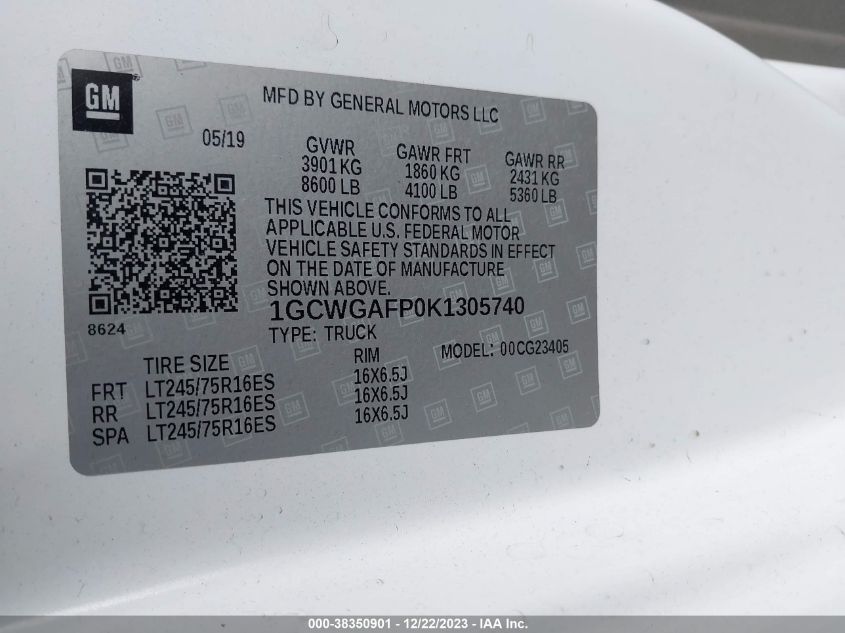 GM
MFD BY GENERAL MOTORS LLC
05/19
GVWR
3901 KG
8600 LB
GAWR FRT
1860 KG
4100 LB
GAWR RR
2431 KG
5360 LB
THIS VEHICLE CONFORMS TO ALL
APPLICABLE U.S. FEDERAL MOTOR
VEHICLE SAFETY STANDARDS IN EFFECT
ON THE DATE OF MANUFACTURE
SHOWN ABOVE.
8624
1GCWGAFP0K1305740
TYPE: TRUCK
MODEL: 00CG23405
TIRE SIZE RIM
FRT LT245/75R16ES 16X6.5J
RR LT245/75R16ES 16X6.5J
SPA LT245/75R16ES 16X6.5J
000-38350901 - 12/22/2023 - IAA Inc.